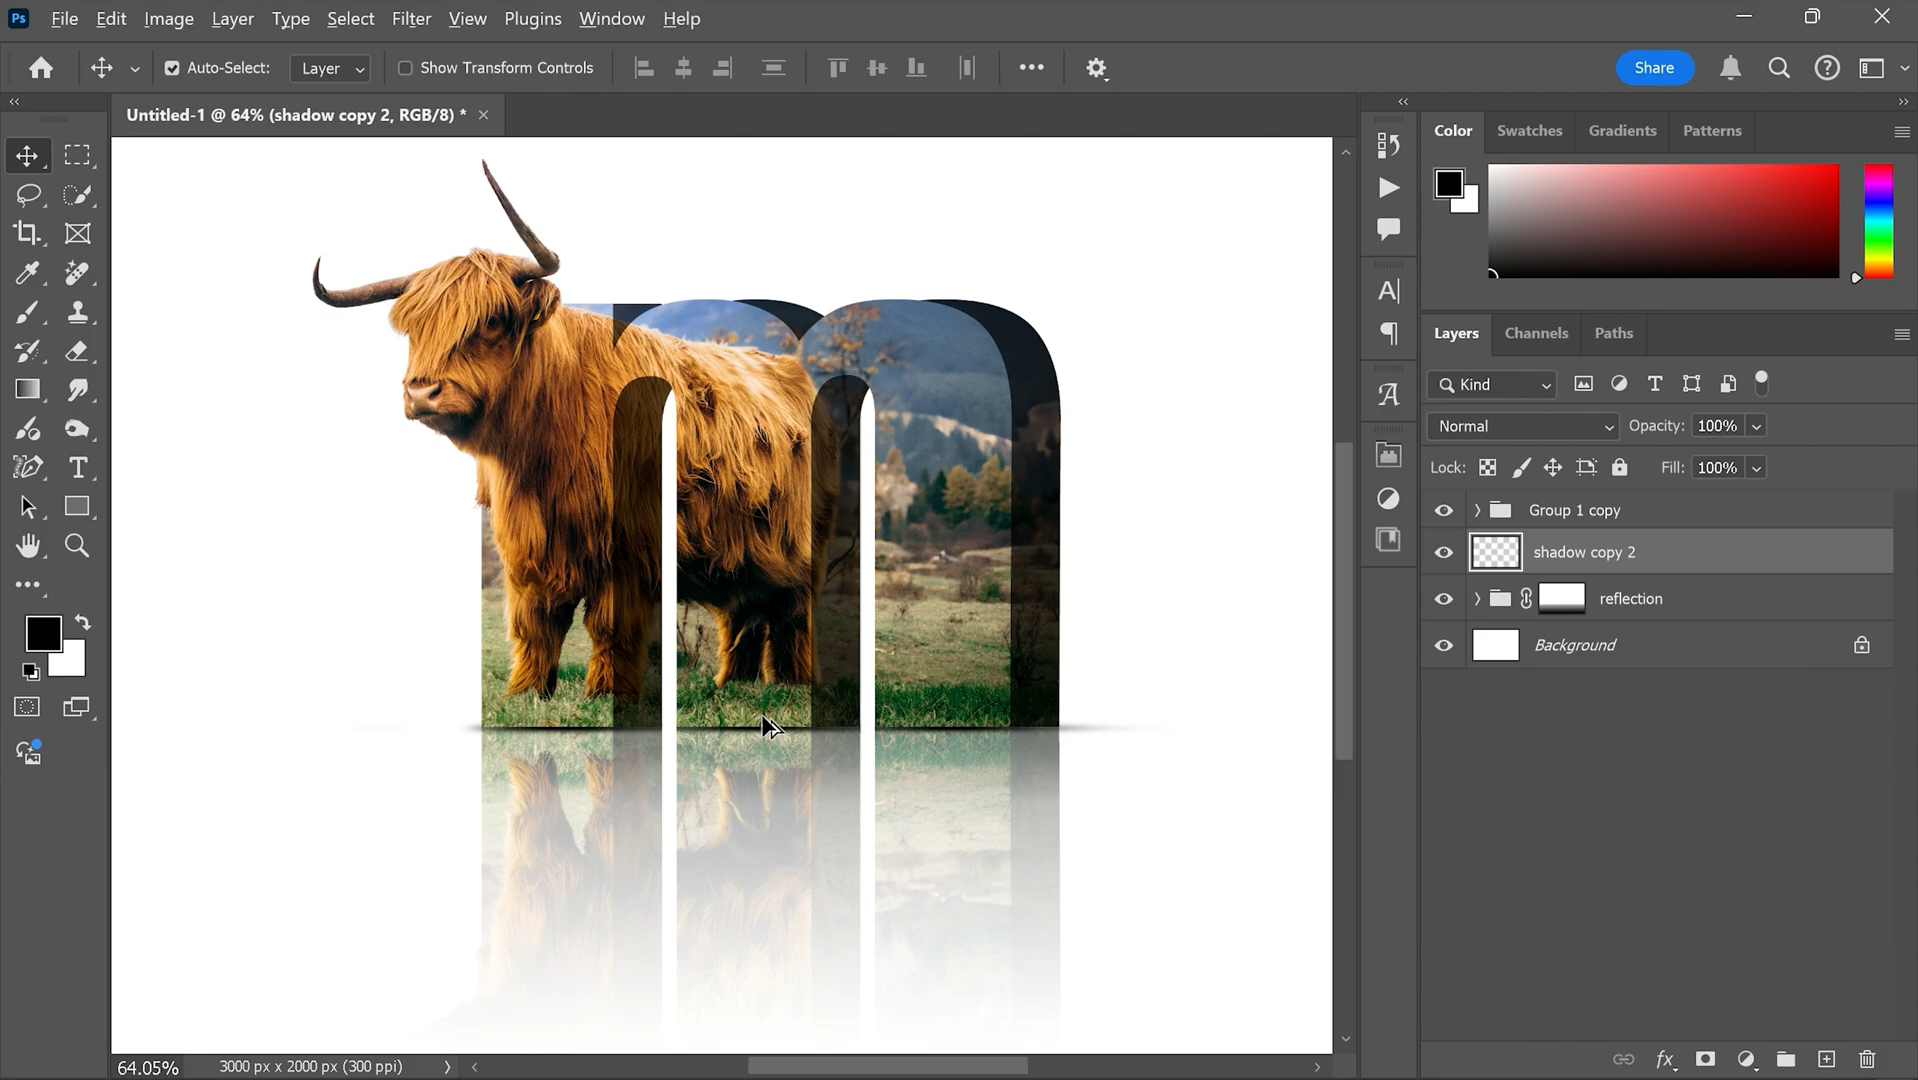 Ps File Edit Image Layer Type Select Filter View Plugins Window Help
Auto-Select: Layer Show Transform Controls Share
Untitled-1 @ 64% (shadow copy 2, RGB/8) *
Color Swatches Gradients Patterns
Layers Channels Paths
Kind
Normal Opacity: 100%
Lock: Fill: 100%
Group 1 copy
shadow copy 2
reflection
Background
m
64.05% 3000 px x 2000 px (300 ppi)
fx